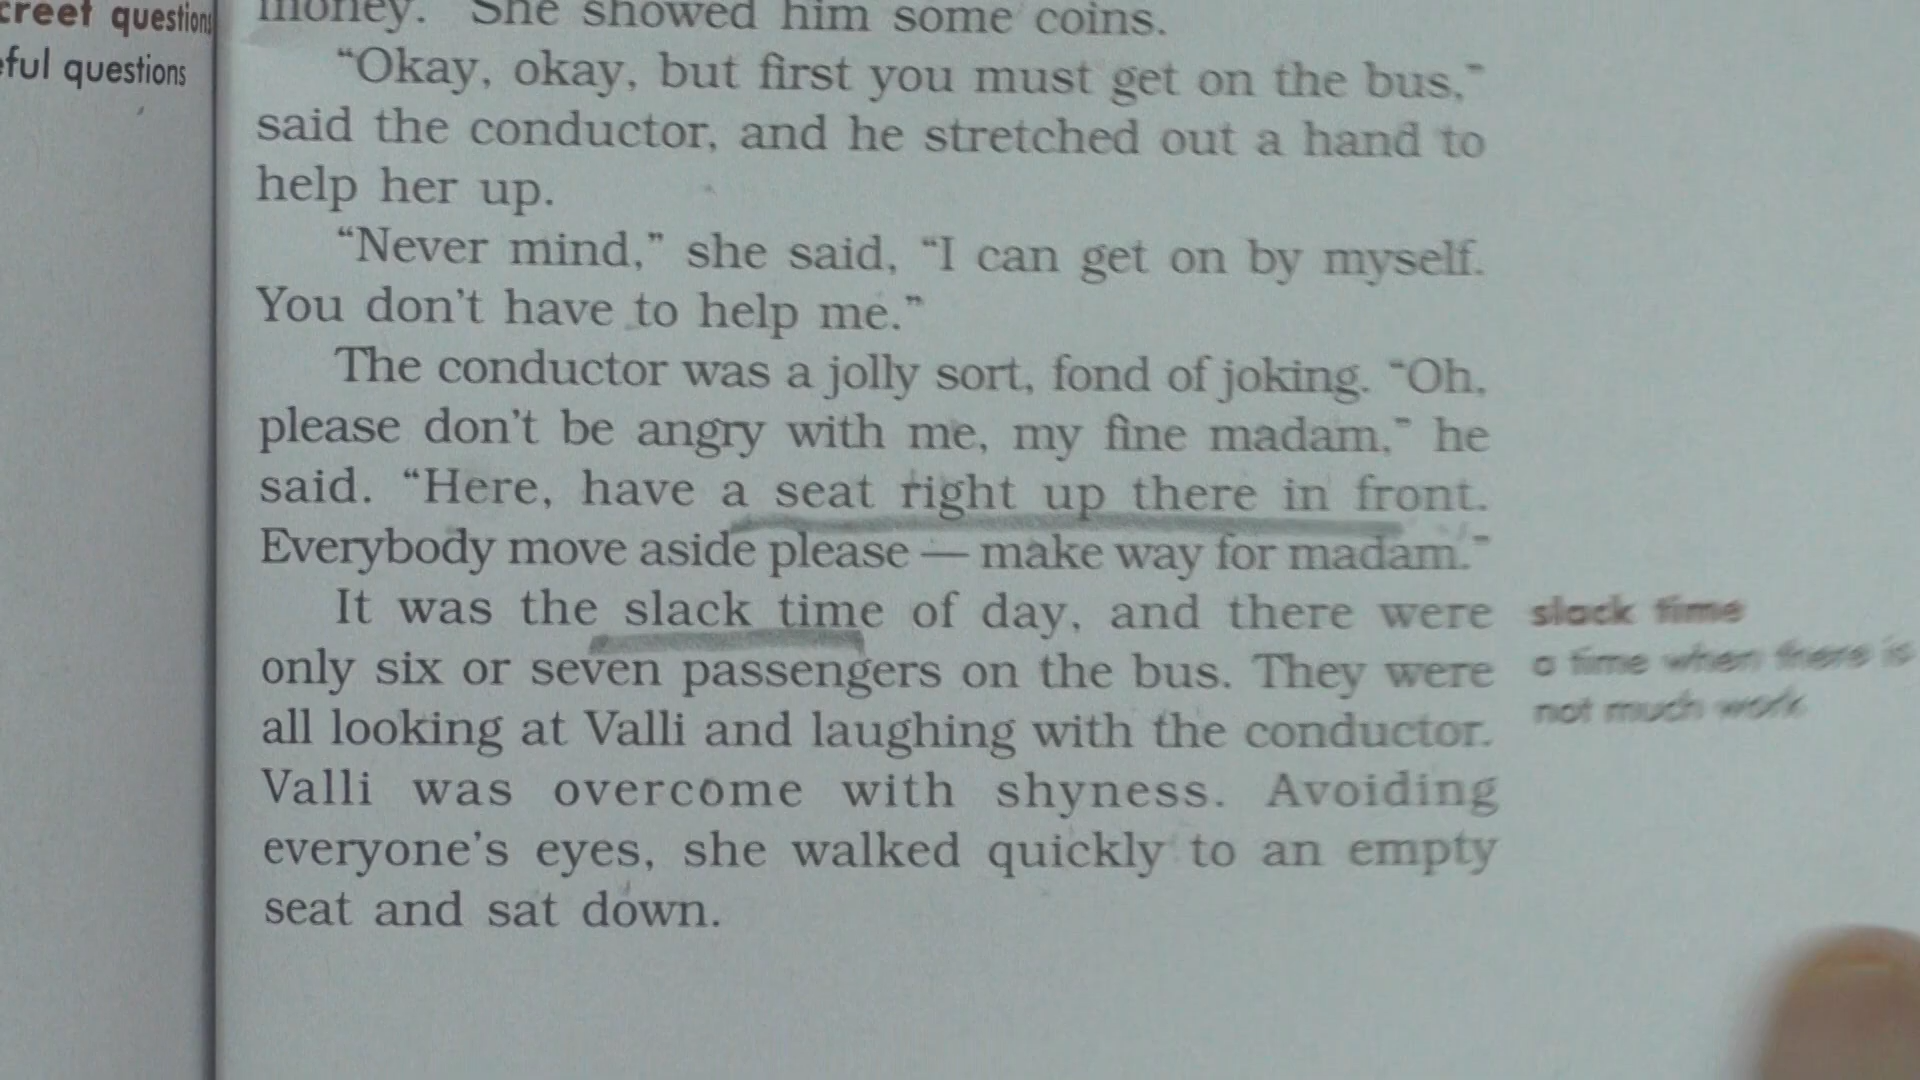 creet questions
ful questions
money. She showed him some coins.
“Okay, okay, but first you must get on the bus,”
said the conductor, and he stretched out a hand to
help her up.
“Never mind,” she said, “I can get on by myself.
You don't have to help me.”
The conductor was a jolly sort, fond of joking. “Oh,
please don't be angry with me, my fine madam,” he
said. “Here, have a seat right up there in front.
Everybody move aside please — make way for madam.”
It was the slack time of day, and there were
only six or seven passengers on the bus. They were
all looking at Valli and laughing with the conductor.
Valli was overcome with shyness. Avoiding
everyone's eyes, she walked quickly to an empty
seat and sat down.
slack time
a time when there is
not much work